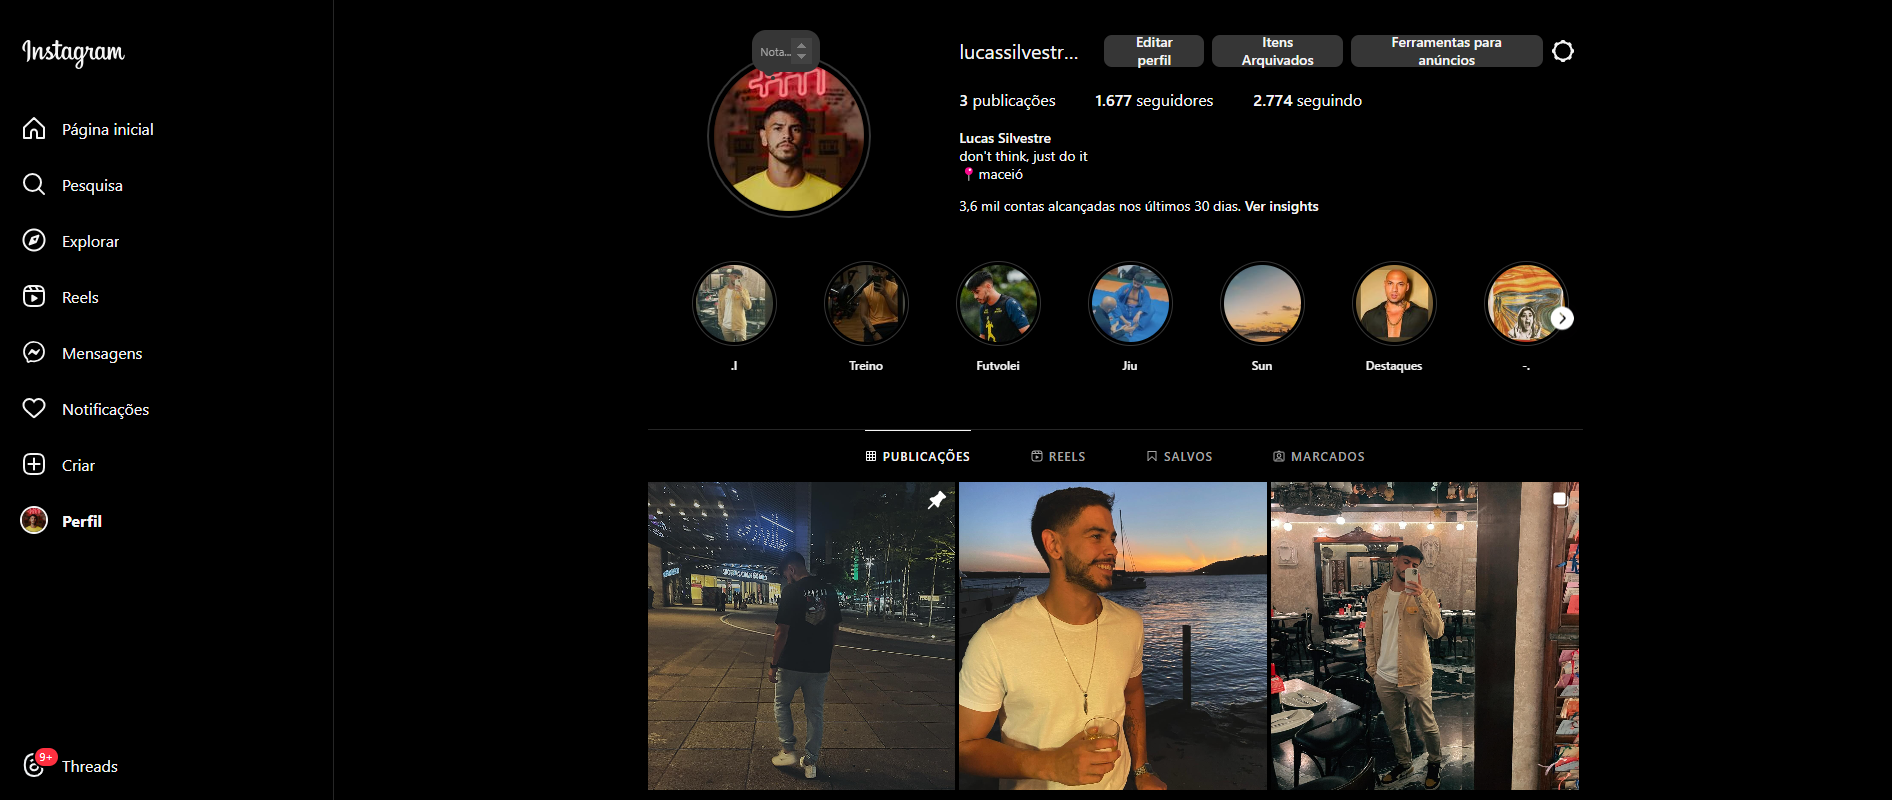 Instagram
Página inicial
Pesquisa
Explorar
Reels
Mensagens
Notificações
Criar
Perfil
9+
Threads
Nota...
lucassilvestr...
Editar
perfil
Itens
Arquivados
Ferramentas para
anúncios
3 publicações 1.677 seguidores 2.774 seguindo
Lucas Silvestre
don't think, just do it
maceió
3,6 mil contas alcançadas nos últimos 30 dias. Ver insights
.l Treino Futvolei Jiu Sun Destaques -.
PUBLICAÇÕES REELS SALVOS MARCADOS